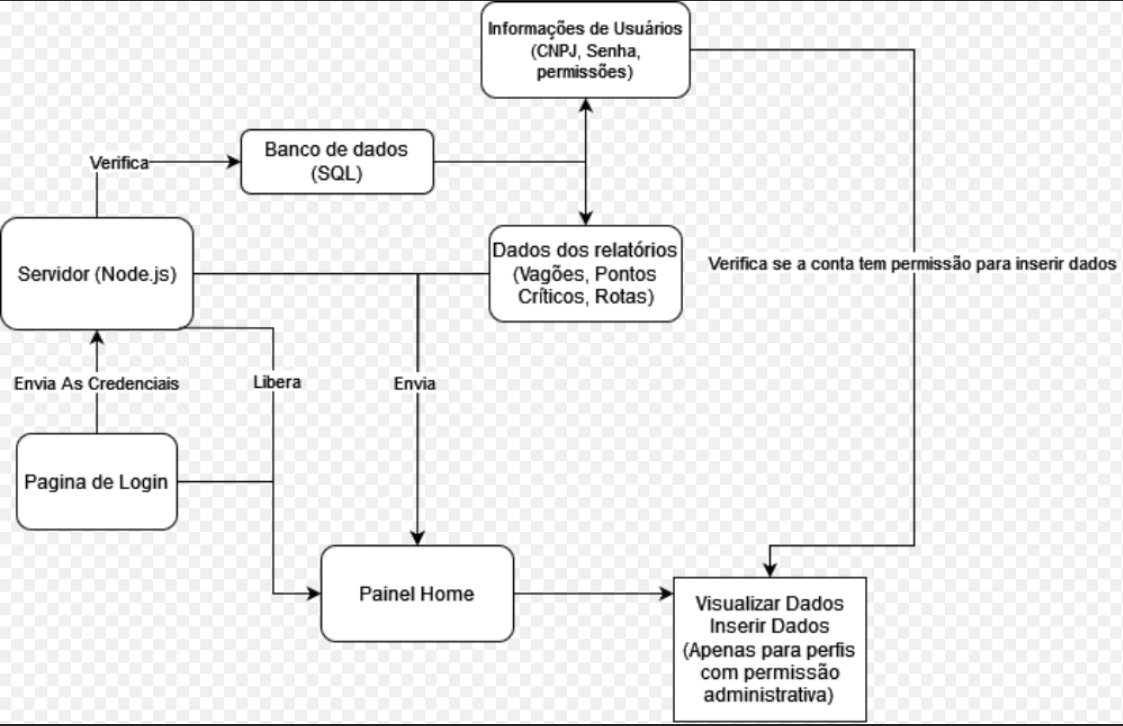 Informações de Usuários
(CNPJ, Senha,
permissões)
Verifica
Banco de dados
(SQL)
Servidor (Node.js)
Dados dos relatórios
(Vagões, Pontos
Críticos, Rotas)
Verifica se a conta tem permissão para inserir dados
Envia As Credenciais
Libera
Envia
Pagina de Login
Painel Home
Visualizar Dados
Inserir Dados
(Apenas para perfis
com permissão
administrativa)